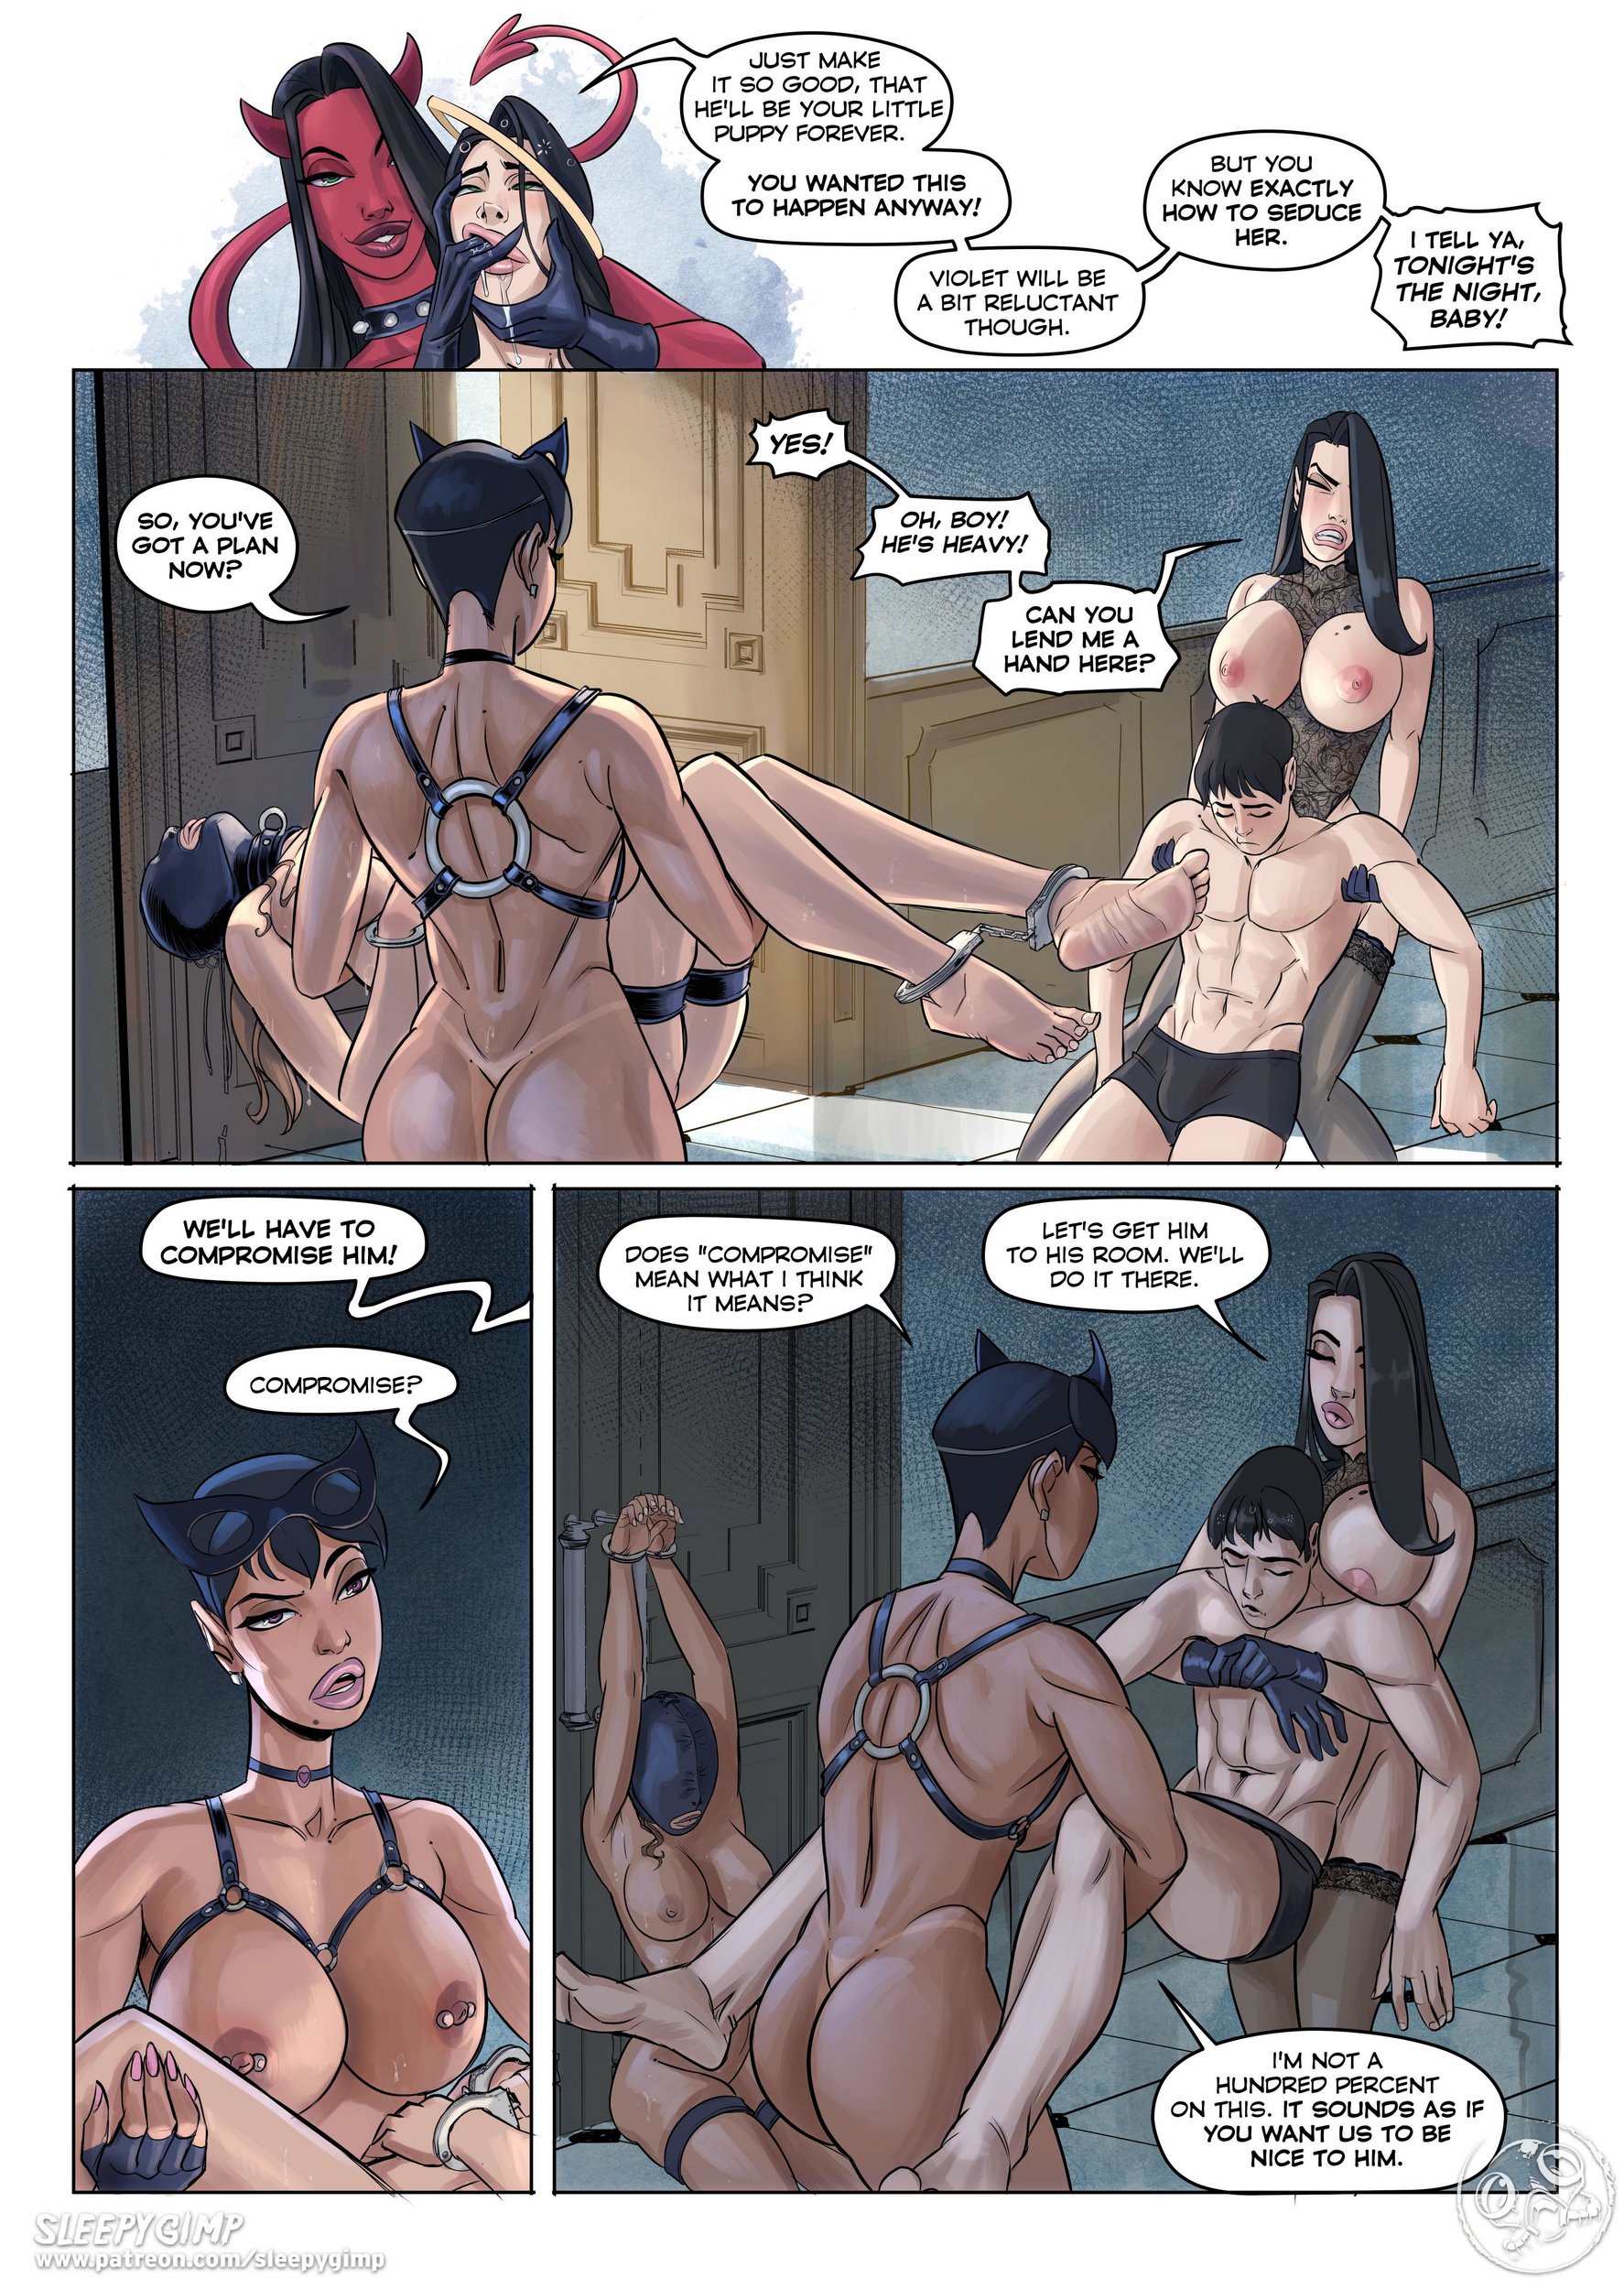 JUST MAKE
IT SO GOOD, THAT
HE'LL BE YOUR LITTLE
PUPPY FOREVER.
YOU WANTED THIS
TO HAPPEN ANYWAY!
VIOLET WILL BE
A BIT RELUCTANT
THOUGH.
BUT YOU
KNOW EXACTLY
HOW TO SEDUCE
HER.
I TELL YA,
TONIGHT'S
THE NIGHT,
BABY!
SO, YOU'VE
GOT A PLAN
NOW?
YES!
OH, BOY!
HE'S HEAVY!
CAN YOU
LEND ME A
HAND HERE?
WE'LL HAVE TO
COMPROMISE HIM!
COMPROMISE?
DOES "COMPROMISE"
MEAN WHAT I THINK
IT MEANS?
LET'S GET HIM
TO HIS ROOM. WE'LL
DO IT THERE.
I'M NOT A
HUNDRED PERCENT
ON THIS. IT SOUNDS AS IF
YOU WANT US TO BE
NICE TO HIM.
SLEEPYGIMP
www.patreon.com/sleepygimp